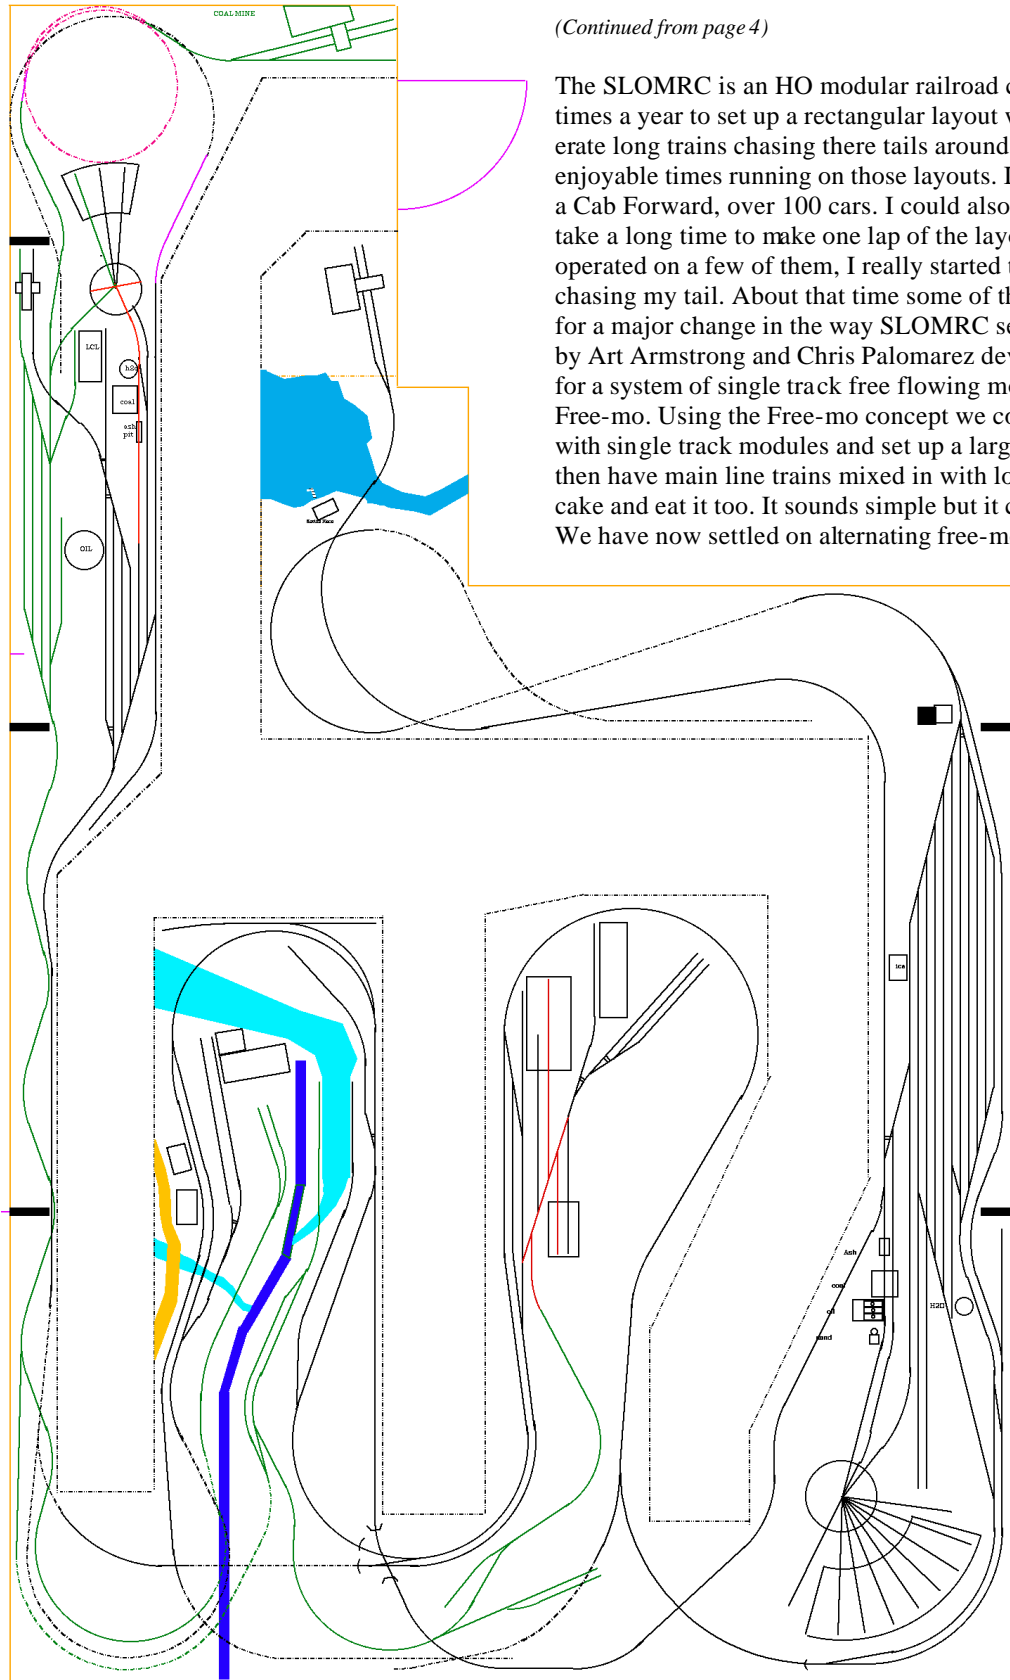 (Continued from page 4)
The SLOMRC is an HO modular railroad c
times a year to set up a rectangular layout w
erate long trains chasing there tails around
enjoyable times running on those layouts. I
a Cab Forward, over 100 cars. I could also
take a long time to make one lap of the layo
operated on a few of them, I really started t
chasing my tail. About that time some of th
for a major change in the way SLOMRC se
by Art Armstrong and Chris Palomarez dev
for a system of single track free flowing mo
Free-mo. Using the Free-mo concept we co
with single track modules and set up a larg
then have main line trains mixed in with lo
cake and eat it too. It sounds simple but it c
We have now settled on alternating free-mo
COAL MINE
LCL
h2o
coal
ash
pit
OIL
ice
Ash
coal
oil
sand
H2O